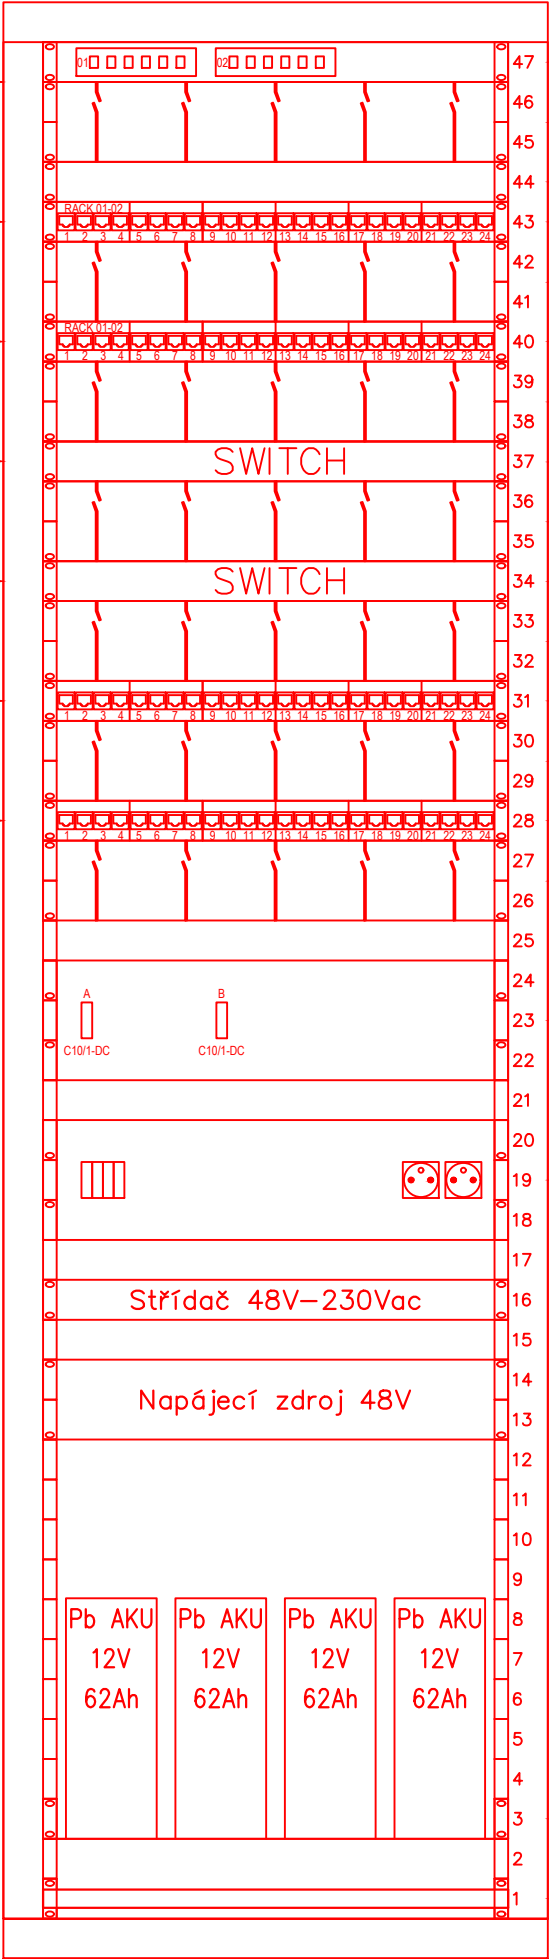 01 02 47
46
45
44
RACK 01-02
43
1 2 3 4 5 6 7 8 9 10 11 12 13 14 15 16 17 18 19 20 21 22 23 24
42
41
RACK 01-02
40
1 2 3 4 5 6 7 8 9 10 11 12 13 14 15 16 17 18 19 20 21 22 23 24
39
38
SWITCH 37
36
35
SWITCH 34
33
32
31
1 2 3 4 5 6 7 8 9 10 11 12 13 14 15 16 17 18 19 20 21 22 23 24
30
29
28
1 2 3 4 5 6 7 8 9 10 11 12 13 14 15 16 17 18 19 20 21 22 23 24
27
26
25
24
A B
23
C10/1-DC C10/1-DC
22
21
20
19
18
17
Střídač 48V-230Vac 16
15
14
Napájecí zdroj 48V
13
12
11
10
9
Pb AKU Pb AKU Pb AKU Pb AKU 8
12V 12V 12V 12V 7
62Ah 62Ah 62Ah 62Ah 6
5
4
3
2
1